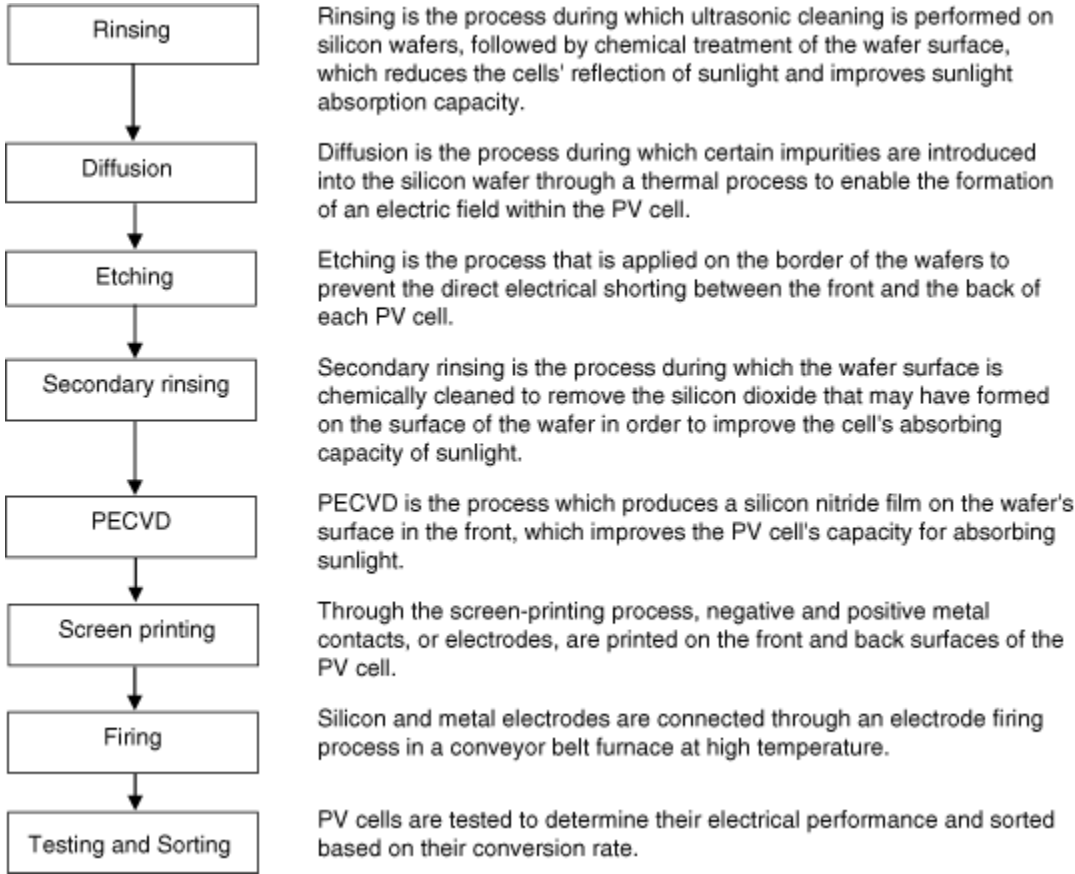 Rinsing
Rinsing is the process during which ultrasonic cleaning is performed on
silicon wafers, followed by chemical treatment of the wafer surface,
which reduces the cells' reflection of sunlight and improves sunlight
absorption capacity.
Diffusion
Diffusion is the process during which certain impurities are introduced
into the silicon wafer through a thermal process to enable the formation
of an electric field within the PV cell.
Etching
Etching is the process that is applied on the border of the wafers to
prevent the direct electrical shorting between the front and the back of
each PV cell.
Secondary rinsing
Secondary rinsing is the process during which the wafer surface is
chemically cleaned to remove the silicon dioxide that may have formed
on the surface of the wafer in order to improve the cell's absorbing
capacity of sunlight.
PECVD
PECVD is the process which produces a silicon nitride film on the wafer's
surface in the front, which improves the PV cell's capacity for absorbing
sunlight.
Screen printing
Through the screen-printing process, negative and positive metal
contacts, or electrodes, are printed on the front and back surfaces of the
PV cell.
Firing
Silicon and metal electrodes are connected through an electrode firing
process in a conveyor belt furnace at high temperature.
Testing and Sorting
PV cells are tested to determine their electrical performance and sorted
based on their conversion rate.